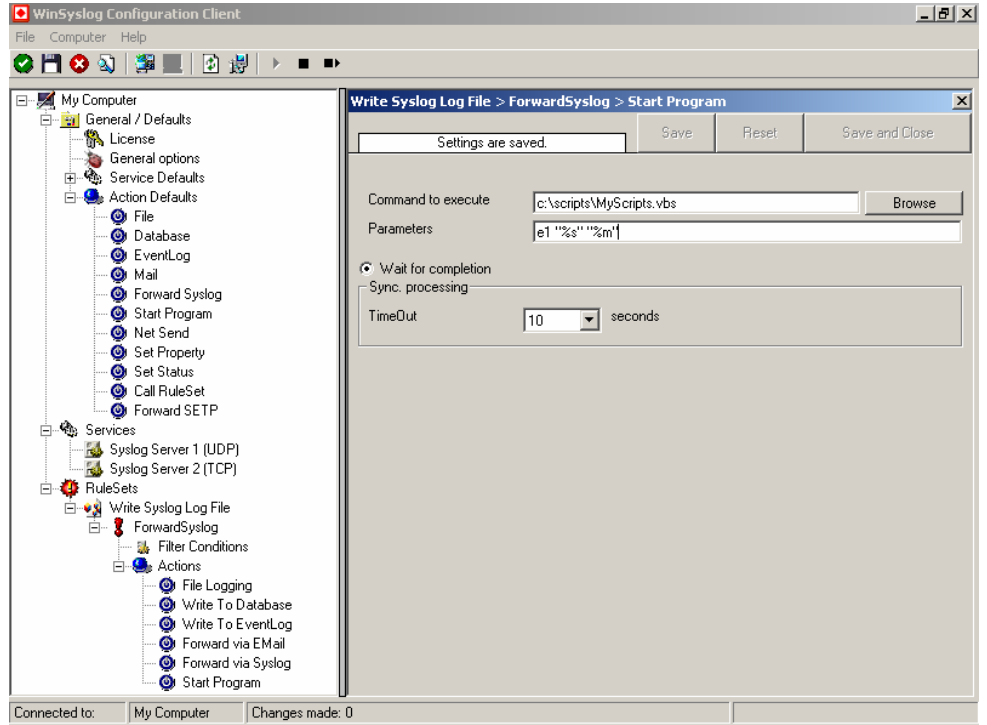 WinSyslog Configuration Client
File Computer Help
My Computer
General / Defaults
License
General options
Service Defaults
Action Defaults
File
Database
EventLog
Mail
Forward Syslog
Start Program
Net Send
Set Property
Set Status
Call RuleSet
Forward SETP
Services
Syslog Server 1 (UDP)
Syslog Server 2 (TCP)
RuleSets
Write Syslog Log File
ForwardSyslog
Filter Conditions
Actions
File Logging
Write To Database
Write To EventLog
Forward via EMail
Forward via Syslog
Start Program
Write Syslog Log File > ForwardSyslog > Start Program
Settings are saved. Save Reset Save and Close
Command to execute c:\scripts\MyScripts.vbs Browse
Parameters e1 "%s" "%m"
Wait for completion
Sync. processing
TimeOut 10 seconds
Connected to: My Computer Changes made: 0